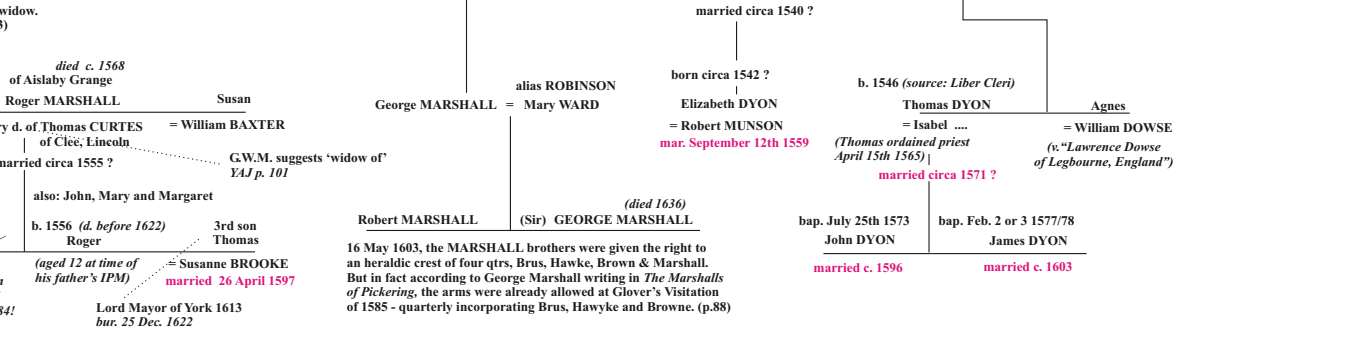 widow.
3)
died c. 1568
of Aislaby Grange
Roger MARSHALL
Susan
ry d. of Thomas CURTES
of Clee, Lincoln
= William BAXTER
married circa 1555 ?
G.W.M. suggests ‘widow of’
YAJ p. 101
also: John, Mary and Margaret
b. 1556 (d. before 1622)
Roger
3rd son
Thomas
(aged 12 at time of
his father’s IPM)
= Susanne BROOKE
married 26 April 1597
84!
Lord Mayor of York 1613
bur. 25 Dec. 1622
George MARSHALL =
alias ROBINSON
Mary WARD
Robert MARSHALL
(died 1636)
(Sir) GEORGE MARSHALL
16 May 1603, the MARSHALL brothers were given the right to
an heraldic crest of four qtrs, Brus, Hawke, Brown & Marshall.
But in fact according to George Marshall writing in The Marshalls
of Pickering, the arms were already allowed at Glover’s Visitation
of 1585 - quarterly incorporating Brus, Hawyke and Browne. (p.88)
married circa 1540 ?
born circa 1542 ?
Elizabeth DYON
= Robert MUNSON
mar. September 12th 1559
b. 1546 (source: Liber Cleri)
Thomas DYON
= Isabel ....
(Thomas ordained priest
April 15th 1565)
married circa 1571 ?
Agnes
= William DOWSE
(v.“Lawrence Dowse
of Legbourne, England”)
bap. July 25th 1573
John DYON
married c. 1596
bap. Feb. 2 or 3 1577/78
James DYON
married c. 1603